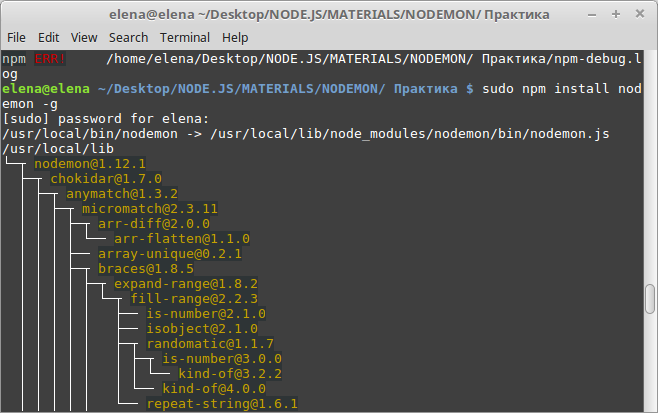 elena@elena ~/Desktop/NODE.JS/MATERIALS/NODEMON/ Практика
File Edit View Search Terminal Help
npm ERR!     /home/elena/Desktop/NODE.JS/MATERIALS/NODEMON/ Практика/npm-debug.l
og
elena@elena ~/Desktop/NODE.JS/MATERIALS/NODEMON/ Практика $ sudo npm install nod
emon -g
[sudo] password for elena:
/usr/local/bin/nodemon -> /usr/local/lib/node_modules/nodemon/bin/nodemon.js
/usr/local/lib
nodemon@1.12.1
chokidar@1.7.0
anymatch@1.3.2
micromatch@2.3.11
arr-diff@2.0.0
arr-flatten@1.1.0
array-unique@0.2.1
braces@1.8.5
expand-range@1.8.2
fill-range@2.2.3
is-number@2.1.0
isobject@2.1.0
randomatic@1.1.7
is-number@3.0.0
kind-of@3.2.2
kind-of@4.0.0
repeat-string@1.6.1